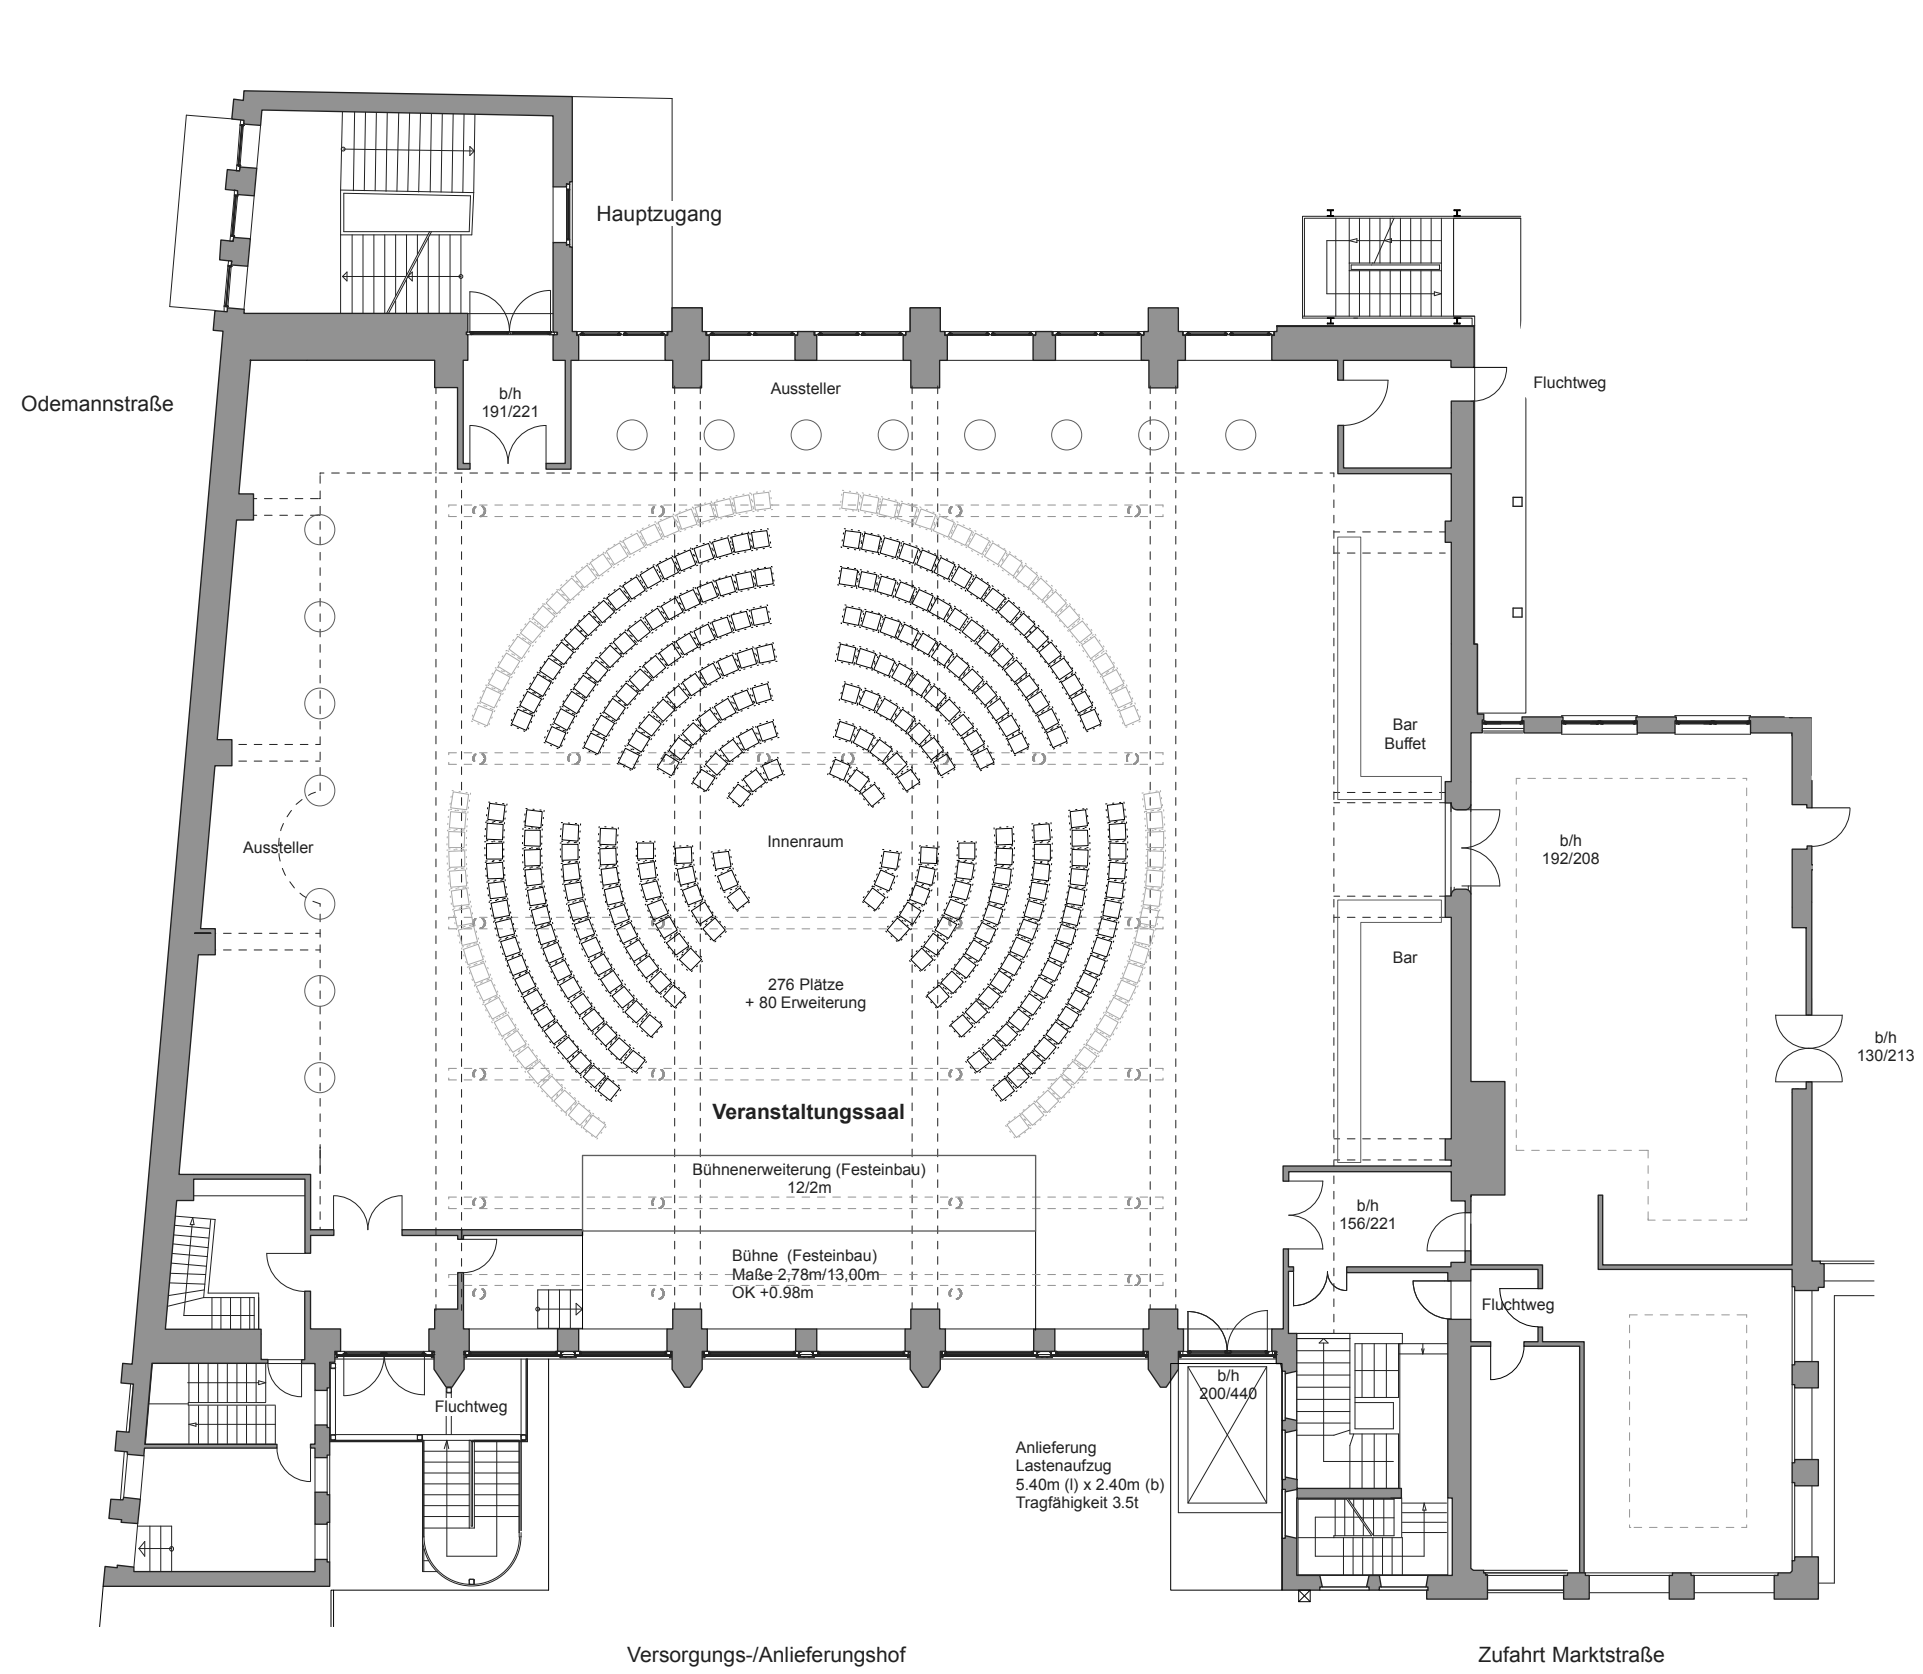 Hauptzugang
Odemannstraße
b/h
191/221
Aussteller
Fluchtweg
Bar
Buffet
Innenraum
Aussteller
b/h
192/208
Bar
276 Plätze
+ 80 Erweiterung
b/h
130/213
Veranstaltungssaal
Bühnenerweiterung (Festeinbau)
12/2m
b/h
156/221
Bühne (Festeinbau)
Maße 2,78m/13,00m
OK +0.98m
Fluchtweg
b/h
200/440
Fluchtweg
Anlieferung
Lastenaufzug
5.40m (l) x 2.40m (b)
Tragfähigkeit 3.5t
Versorgungs-/Anlieferungshof
Zufahrt Marktstraße